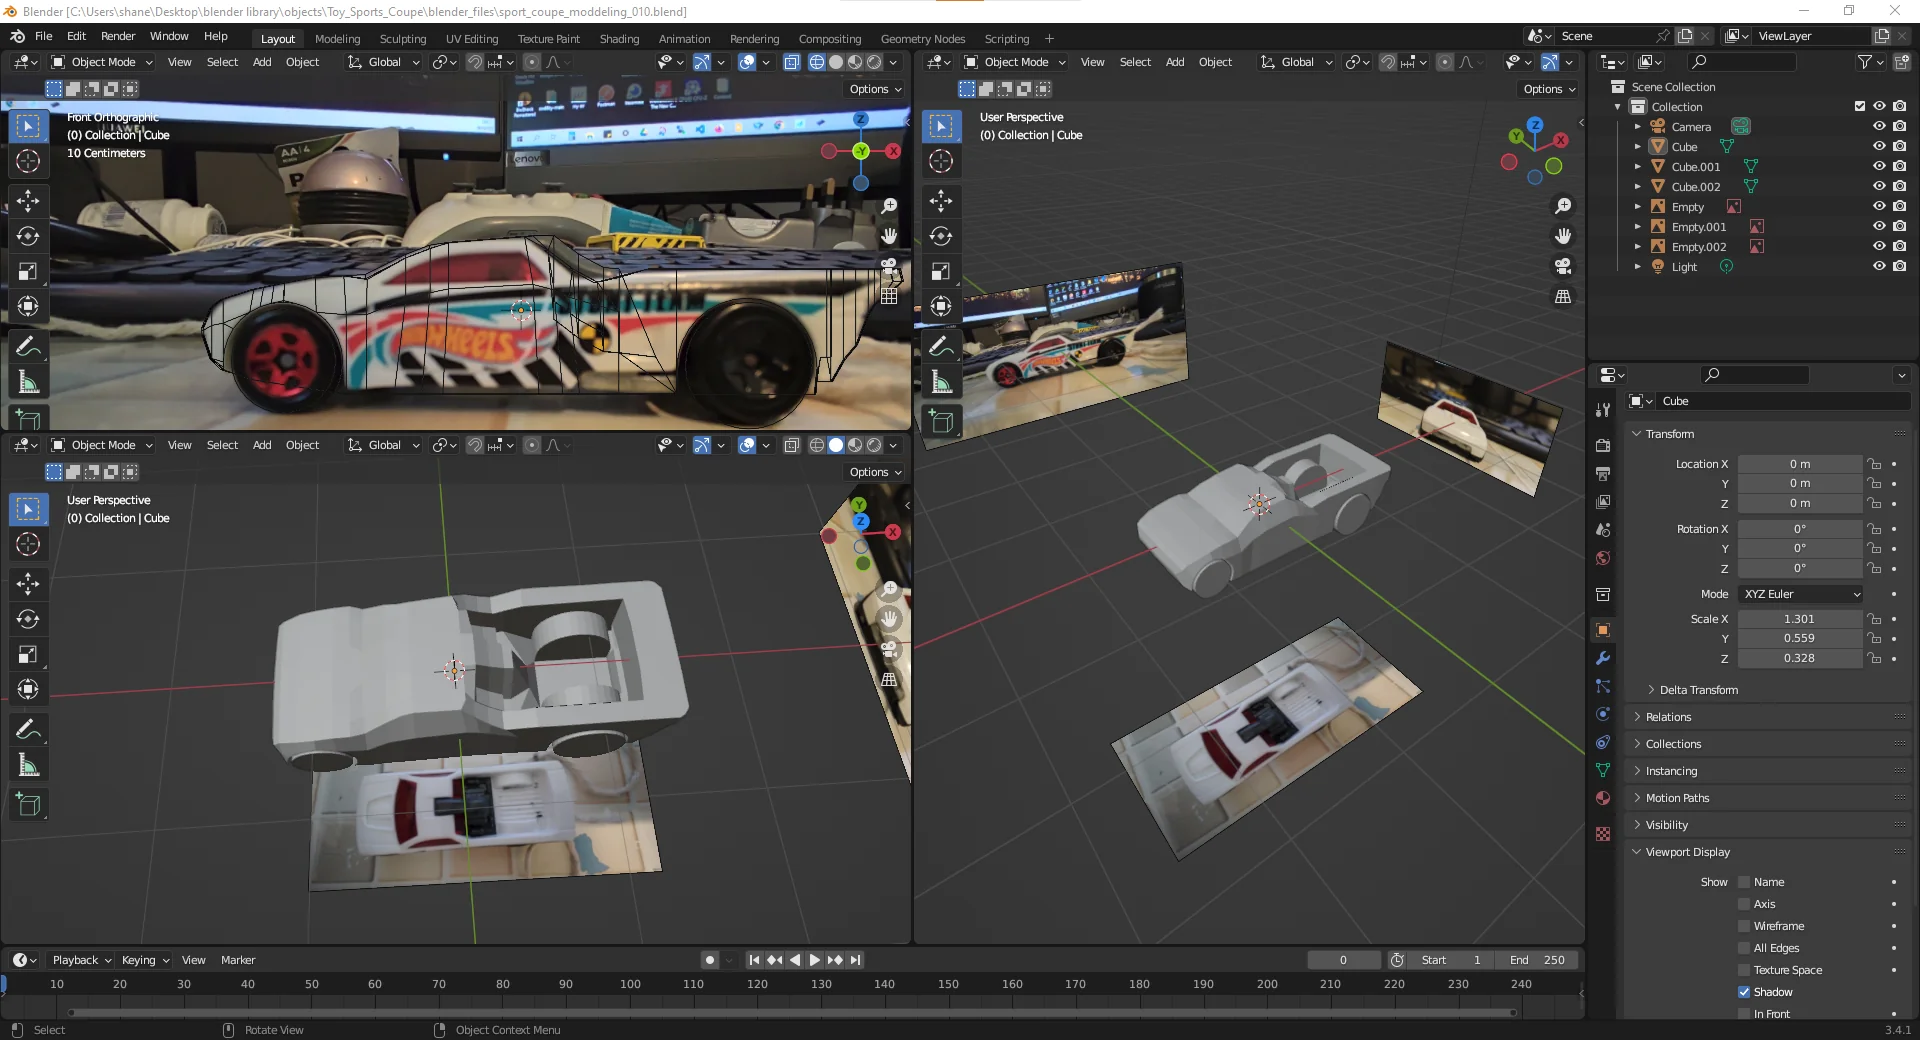 Blender [C:\Users\shane\Desktop\blender library\objects\Toy_Sports_Coupe\blender_files\sport_coupe_moddeling_010.blend]
File Edit Render Window Help Layout Modeling Sculpting UV Editing Texture Paint Shading Animation Rendering Compositing Geometry Nodes Scripting + Scene ViewLayer
Object Mode View Select Add Object Global
Options
Front Orthographic
(0) Collection | Cube
10 Centimeters
Z
-Y X
AA 4
P
Lenovo
HOT WHEELS
Object Mode View Select Add Object Global
Options
User Perspective
(0) Collection | Cube
Y
Z
X
Object Mode View Select Add Object Global
Options
User Perspective
(0) Collection | Cube
Z
Y X
Scene Collection
Collection
Camera
Cube
Cube.001
Cube.002
Empty
Empty.001
Empty.002
Light
Cube
Transform
Location X 0 m
Y 0 m
Z 0 m
Rotation X 0°
Y 0°
Z 0°
Mode XYZ Euler
Scale X 1.301
Y 0.559
Z 0.328
Delta Transform
Relations
Collections
Instancing
Motion Paths
Visibility
Viewport Display
Show Name
Axis
Wireframe
All Edges
Texture Space
Shadow
In Front
Playback Keying View Marker 0 Start 1 End 250
10 20 30 40 50 60 70 80 90 100 110 120 130 140 150 160 170 180 190 200 210 220 230 240
Select Rotate View Object Context Menu 3.4.1